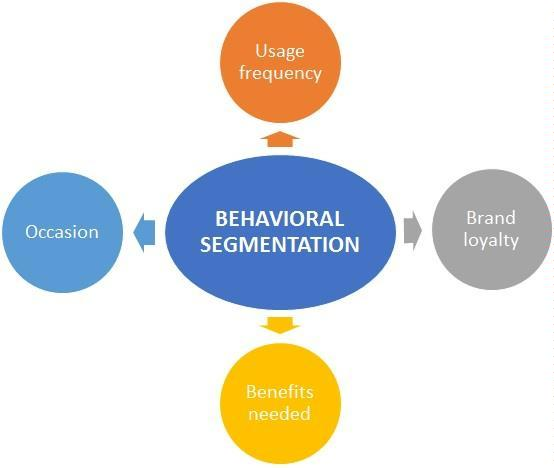 Usage
frequency
Occasion
BEHAVIORAL
SEGMENTATION
Brand
loyalty
Benefits
needed